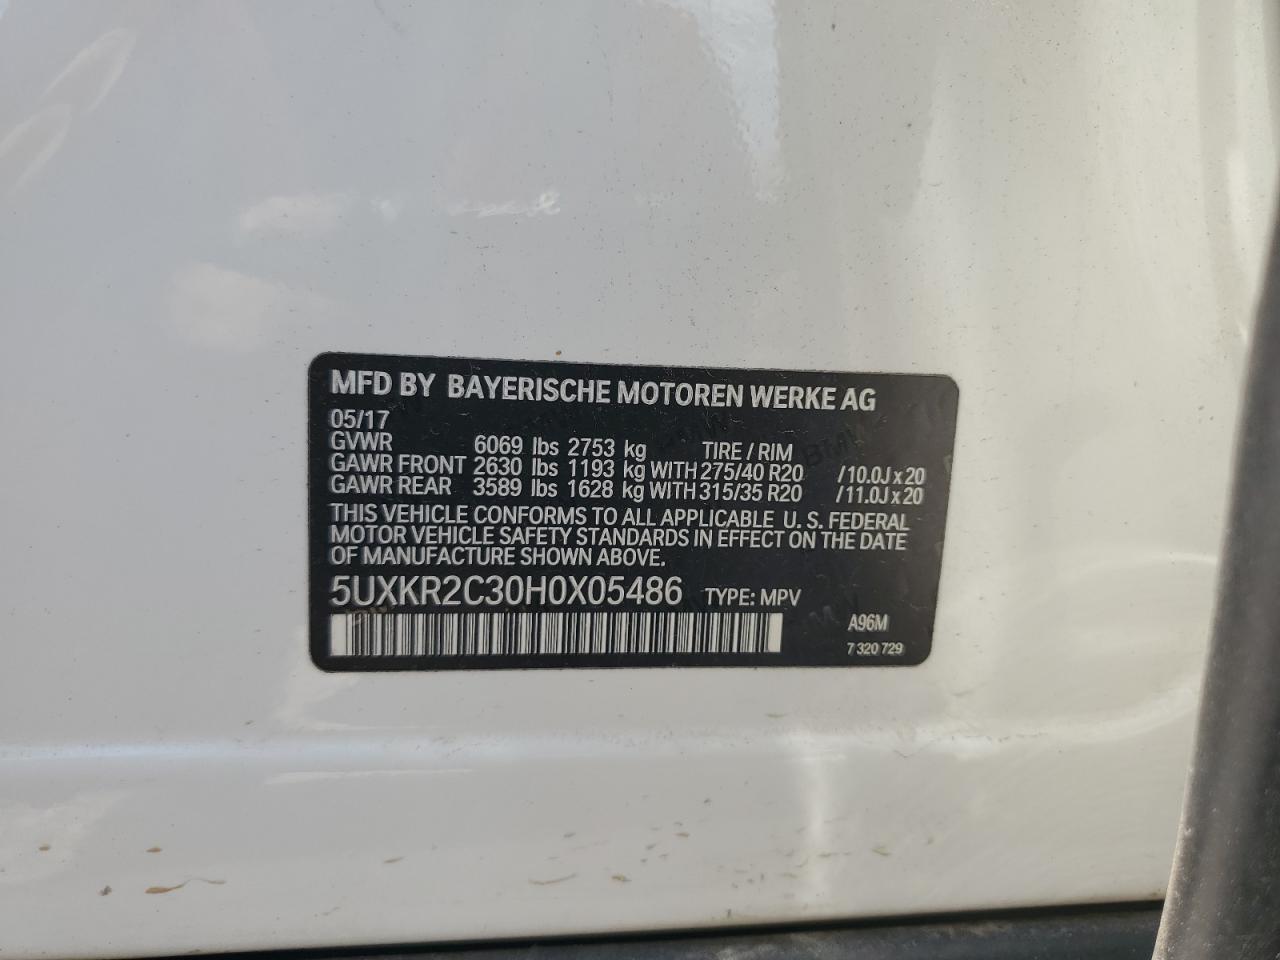 MFD BY BAYERISCHE MOTOREN WERKE AG
05/17
GVWR 6069 lbs 2753 kg TIRE / RIM
GAWR FRONT 2630 lbs 1193 kg WITH 275/40 R20 / 10.0J x 20
GAWR REAR 3589 lbs 1628 kg WITH 315/35 R20 / 11.0J x 20
THIS VEHICLE CONFORMS TO ALL APPLICABLE U. S. FEDERAL
MOTOR VEHICLE SAFETY STANDARDS IN EFFECT ON THE DATE
OF MANUFACTURE SHOWN ABOVE.
5UXKR2C30H0X05486 TYPE: MPV
A96M
7 320 729